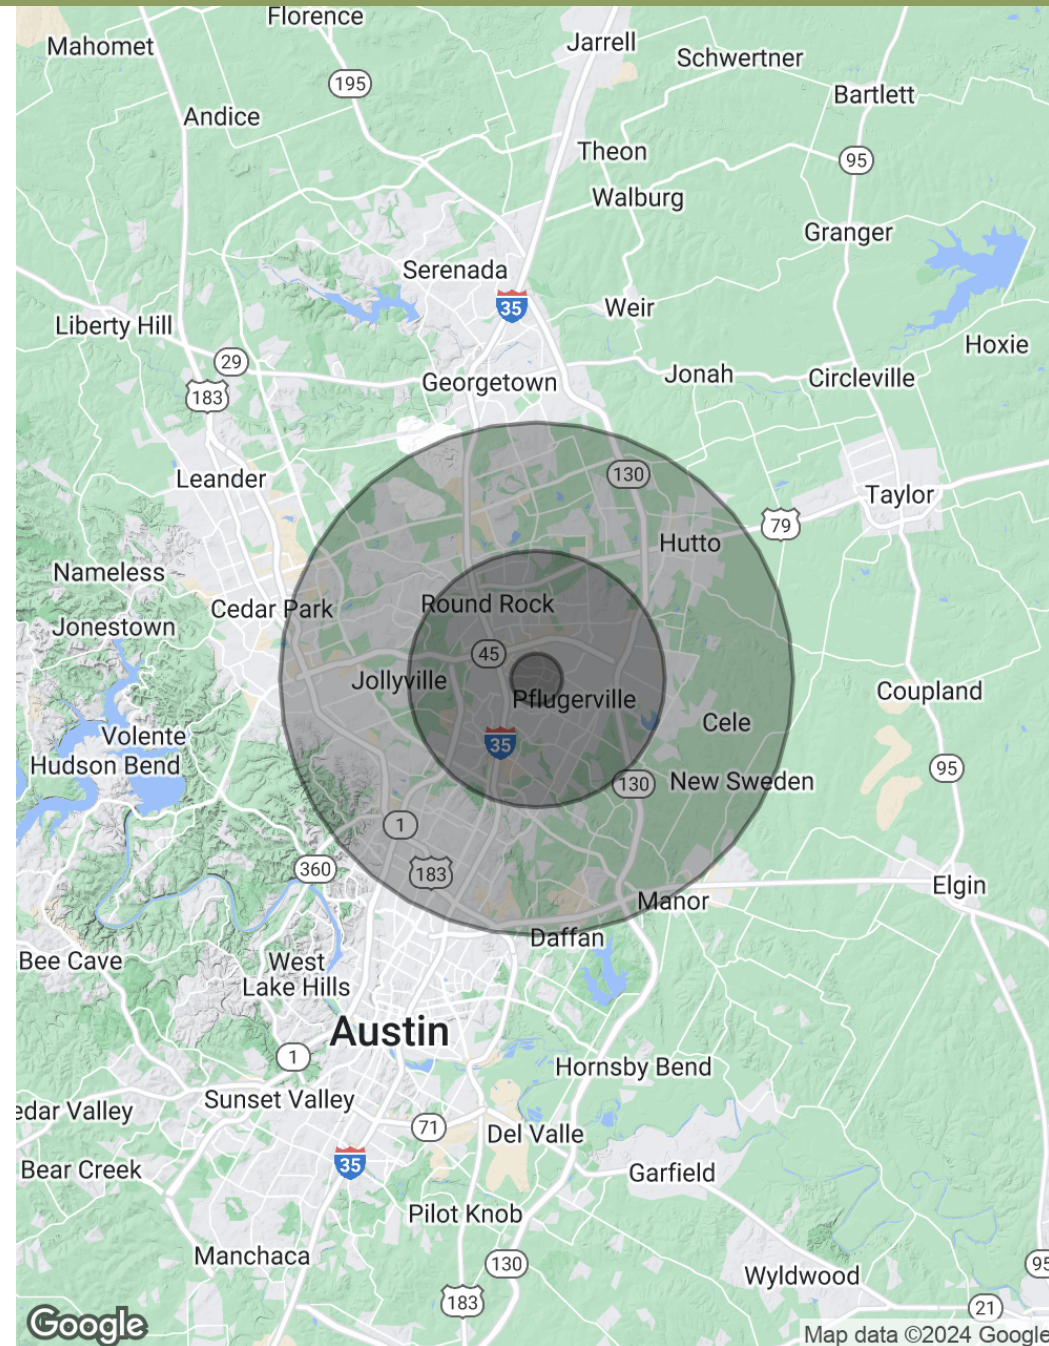 Florence
Mahomet
Jarrell
Schwertner
195
Bartlett
Andice
Theon
95
Walburg
Granger
Serenada
35
Weir
Liberty Hill
Hoxie
29
Georgetown
Jonah
Circleville
183
130
Leander
Taylor
79
Hutto
Nameless
Cedar Park
Round Rock
Jonestown
45
Jollyville
Pflugerville
Coupland
Cele
Volente
35
Hudson Bend
95
130
New Sweden
1
183
360
Elgin
Manor
Daffan
Bee Cave
West
Lake Hills
Austin
1
Hornsby Bend
Sunset Valley
edar Valley
71
Del Valle
35
Bear Creek
Garfield
Pilot Knob
Manchaca
130
95
Wyldwood
183
21
Google
Map data ©2024 Google